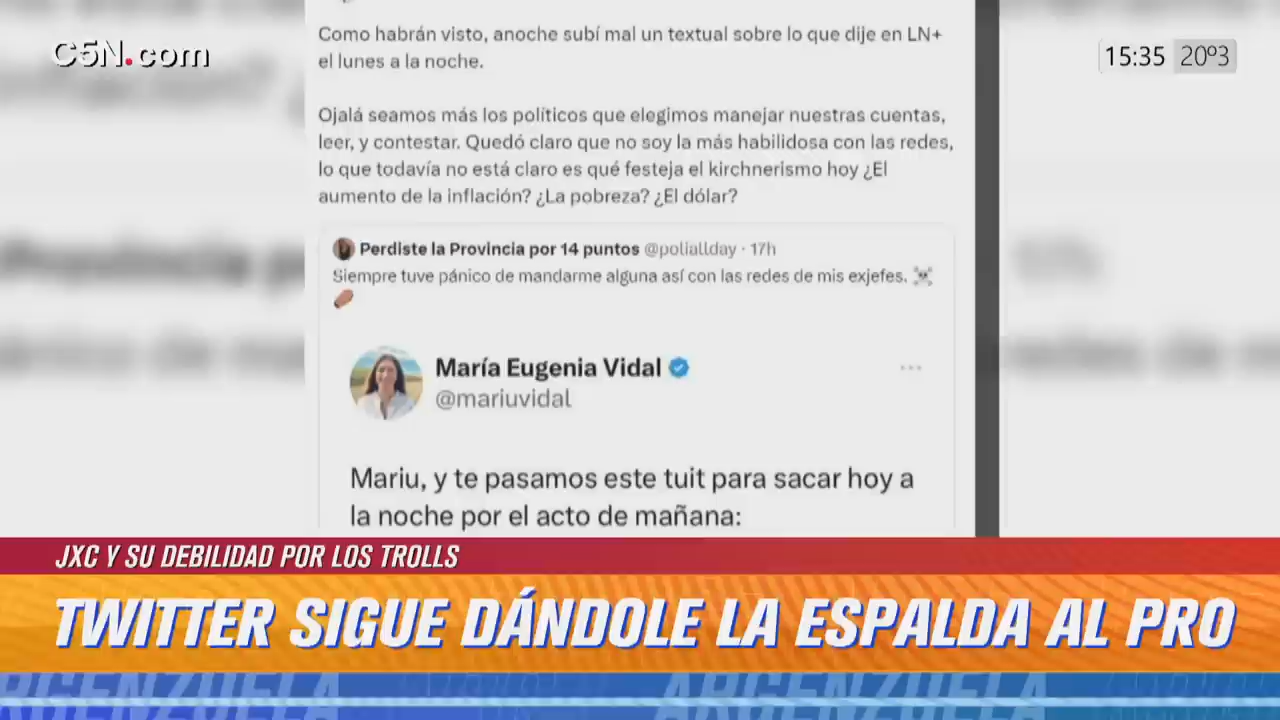 C5N.com
15:35 20º3
Como habrán visto, anoche subí mal un textual sobre lo que dije en LN+
el lunes a la noche.
Ojalá seamos más los políticos que elegimos manejar nuestras cuentas,
leer, y contestar. Quedó claro que no soy la más habilidosa con las redes,
lo que todavía no está claro es qué festeja el kirchnerismo hoy ¿El
aumento de la inflación? ¿La pobreza? ¿El dólar?
Perdiste la Provincia por 14 puntos @poliallday · 17h
Siempre tuve pánico de mandarme alguna así con las redes de mis exjefes.
María Eugenia Vidal
@mariuvidal
Mariu, y te pasamos este tuit para sacar hoy a
la noche por el acto de mañana:
JXC Y SU DEBILIDAD POR LOS TROLLS
TWITTER SIGUE DÁNDOLE LA ESPALDA AL PRO
ARGENZUELA ARGENZUELA